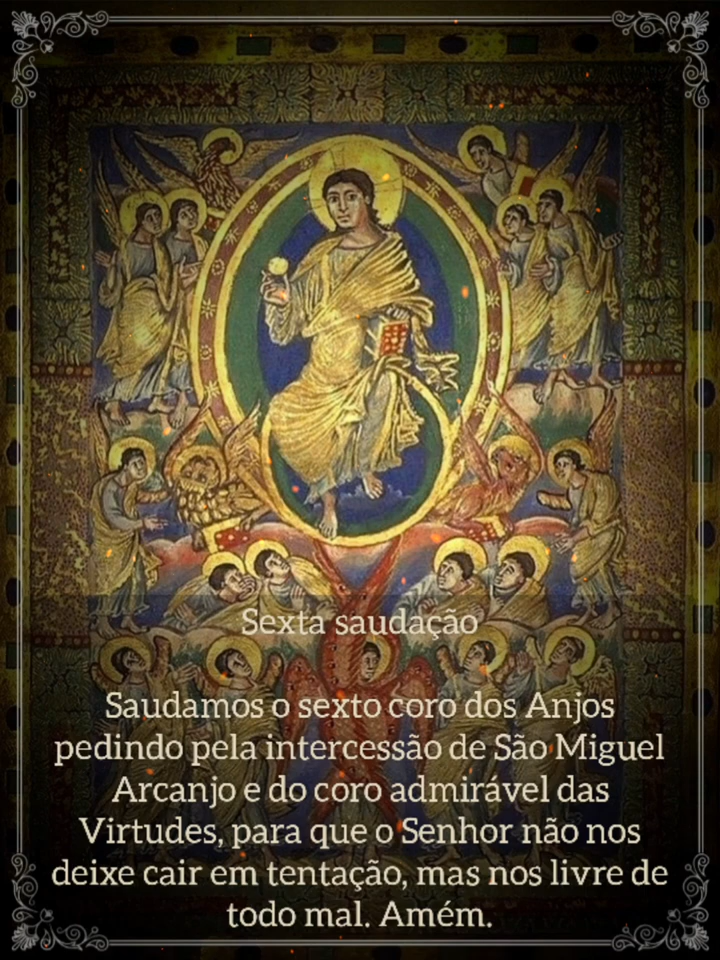 Sexta saudação
Saudamos o sexto coro dos Anjos
pedindo pela intercessão de São Miguel
Arcanjo e do coro admirável das
Virtudes, para que o Senhor não nos
deixe cair em tentação, mas nos livre de
todo mal. Amém.